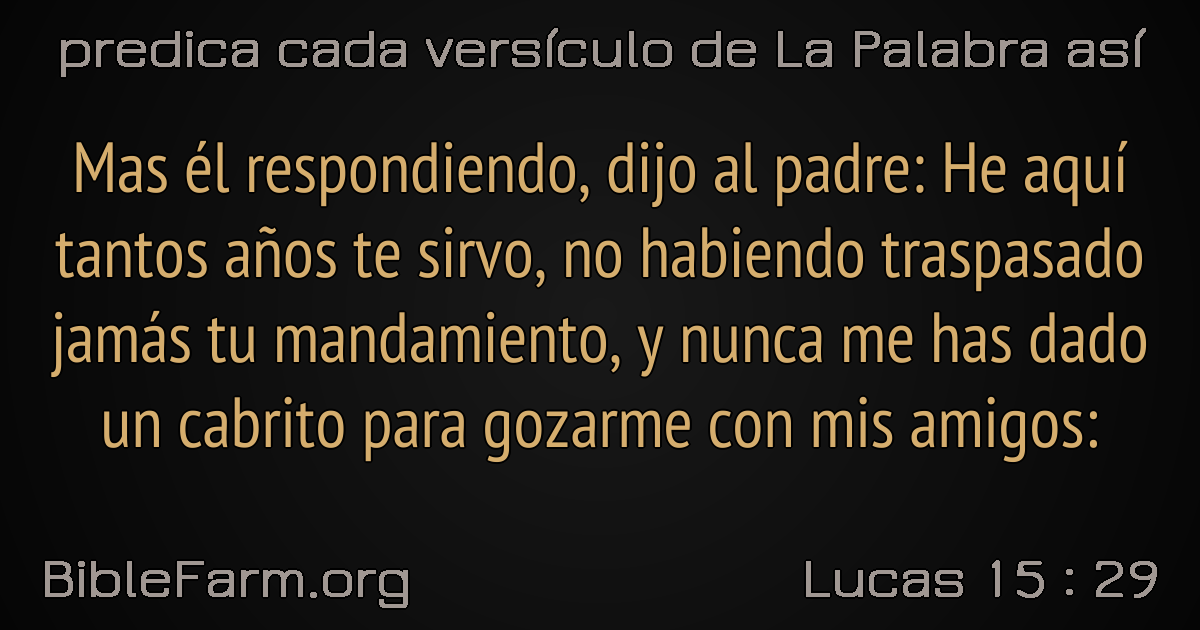 predica cada versículo de La Palabra así
Mas él respondiendo, dijo al padre: He aquí
tantos años te sirvo, no habiendo traspasado
jamás tu mandamiento, y nunca me has dado
un cabrito para gozarme con mis amigos:
BibleFarm.org
Lucas 15 : 29